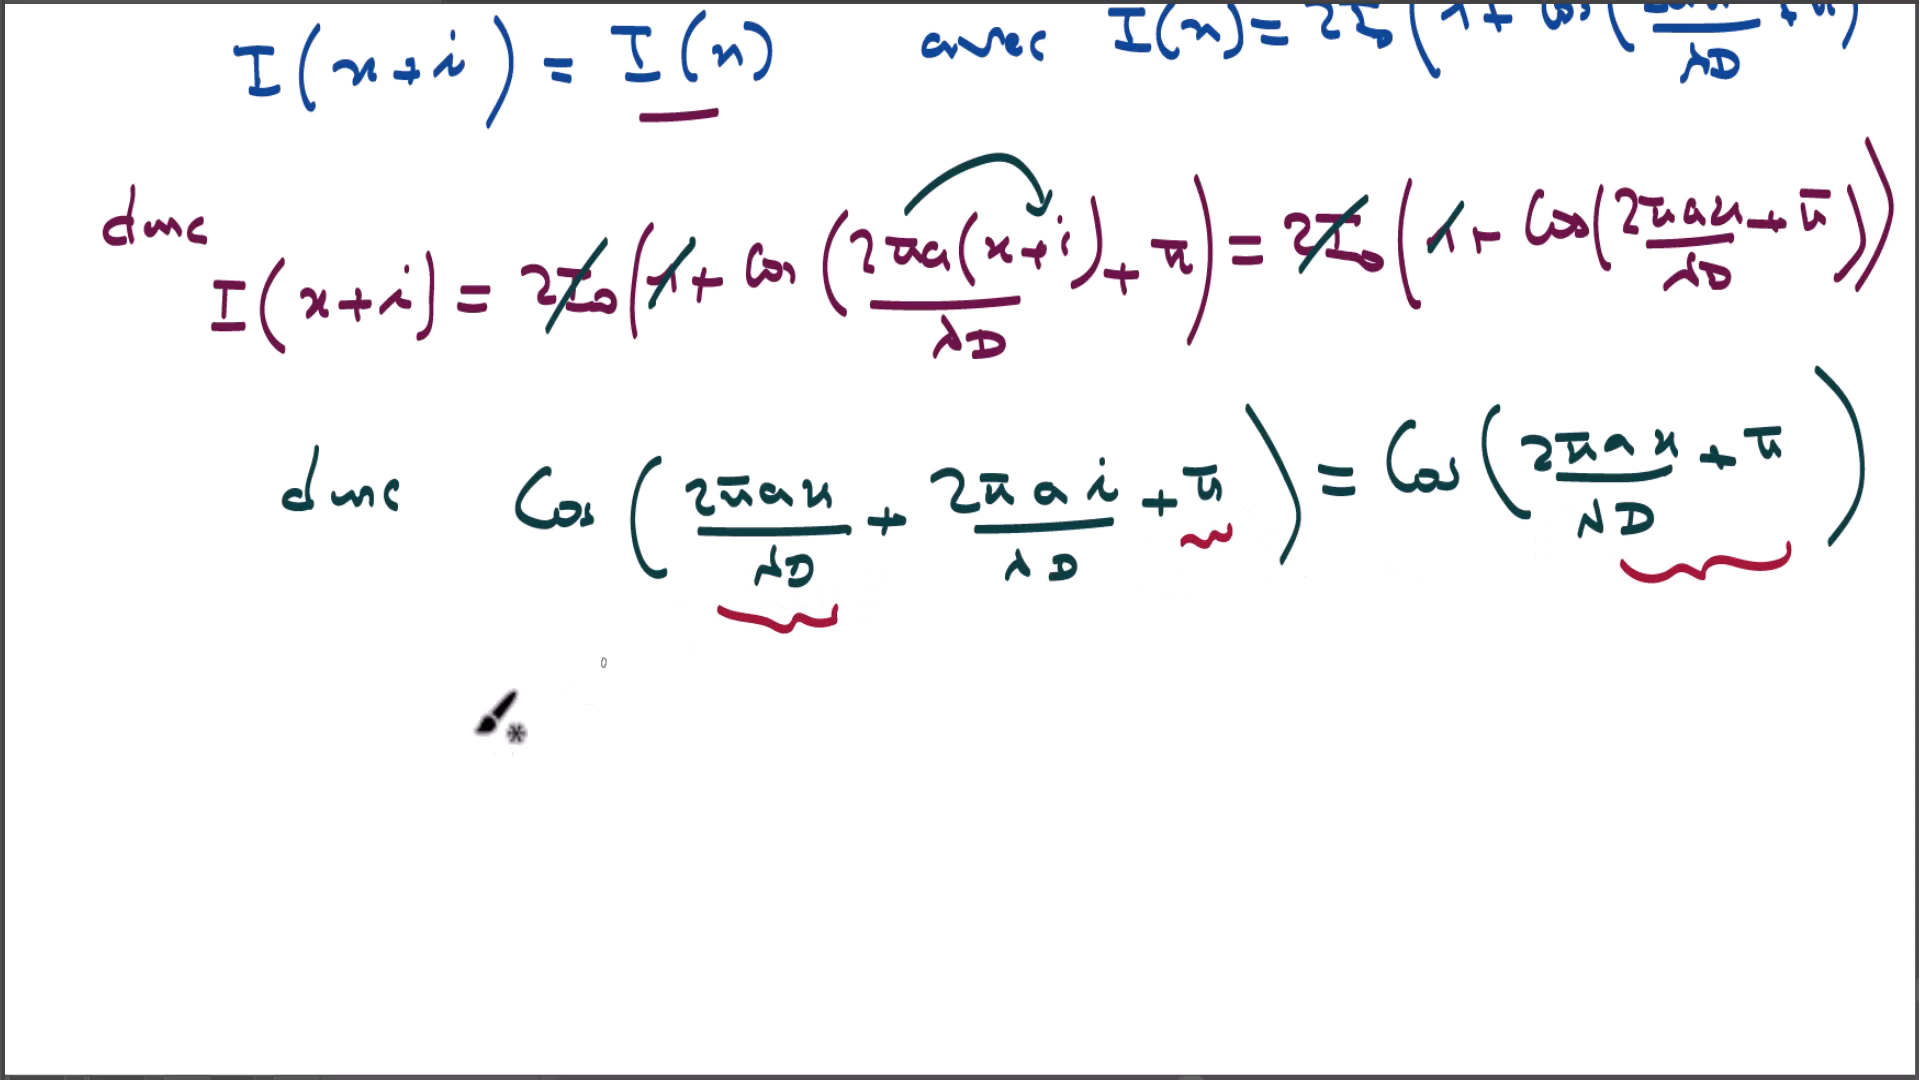 I(x+i) = I(x) avec I(x) = 2I₀(1 + cos(2πax/λD + π)
donc
I(x+i) = 2I₀(1 + cos(2πa(x+i)/λD + π) = 2I₀(1 + cos(2πax/λD + π))
donc cos(2πax/λD + 2πai/λD + π) = cos(2πax/λD + π)